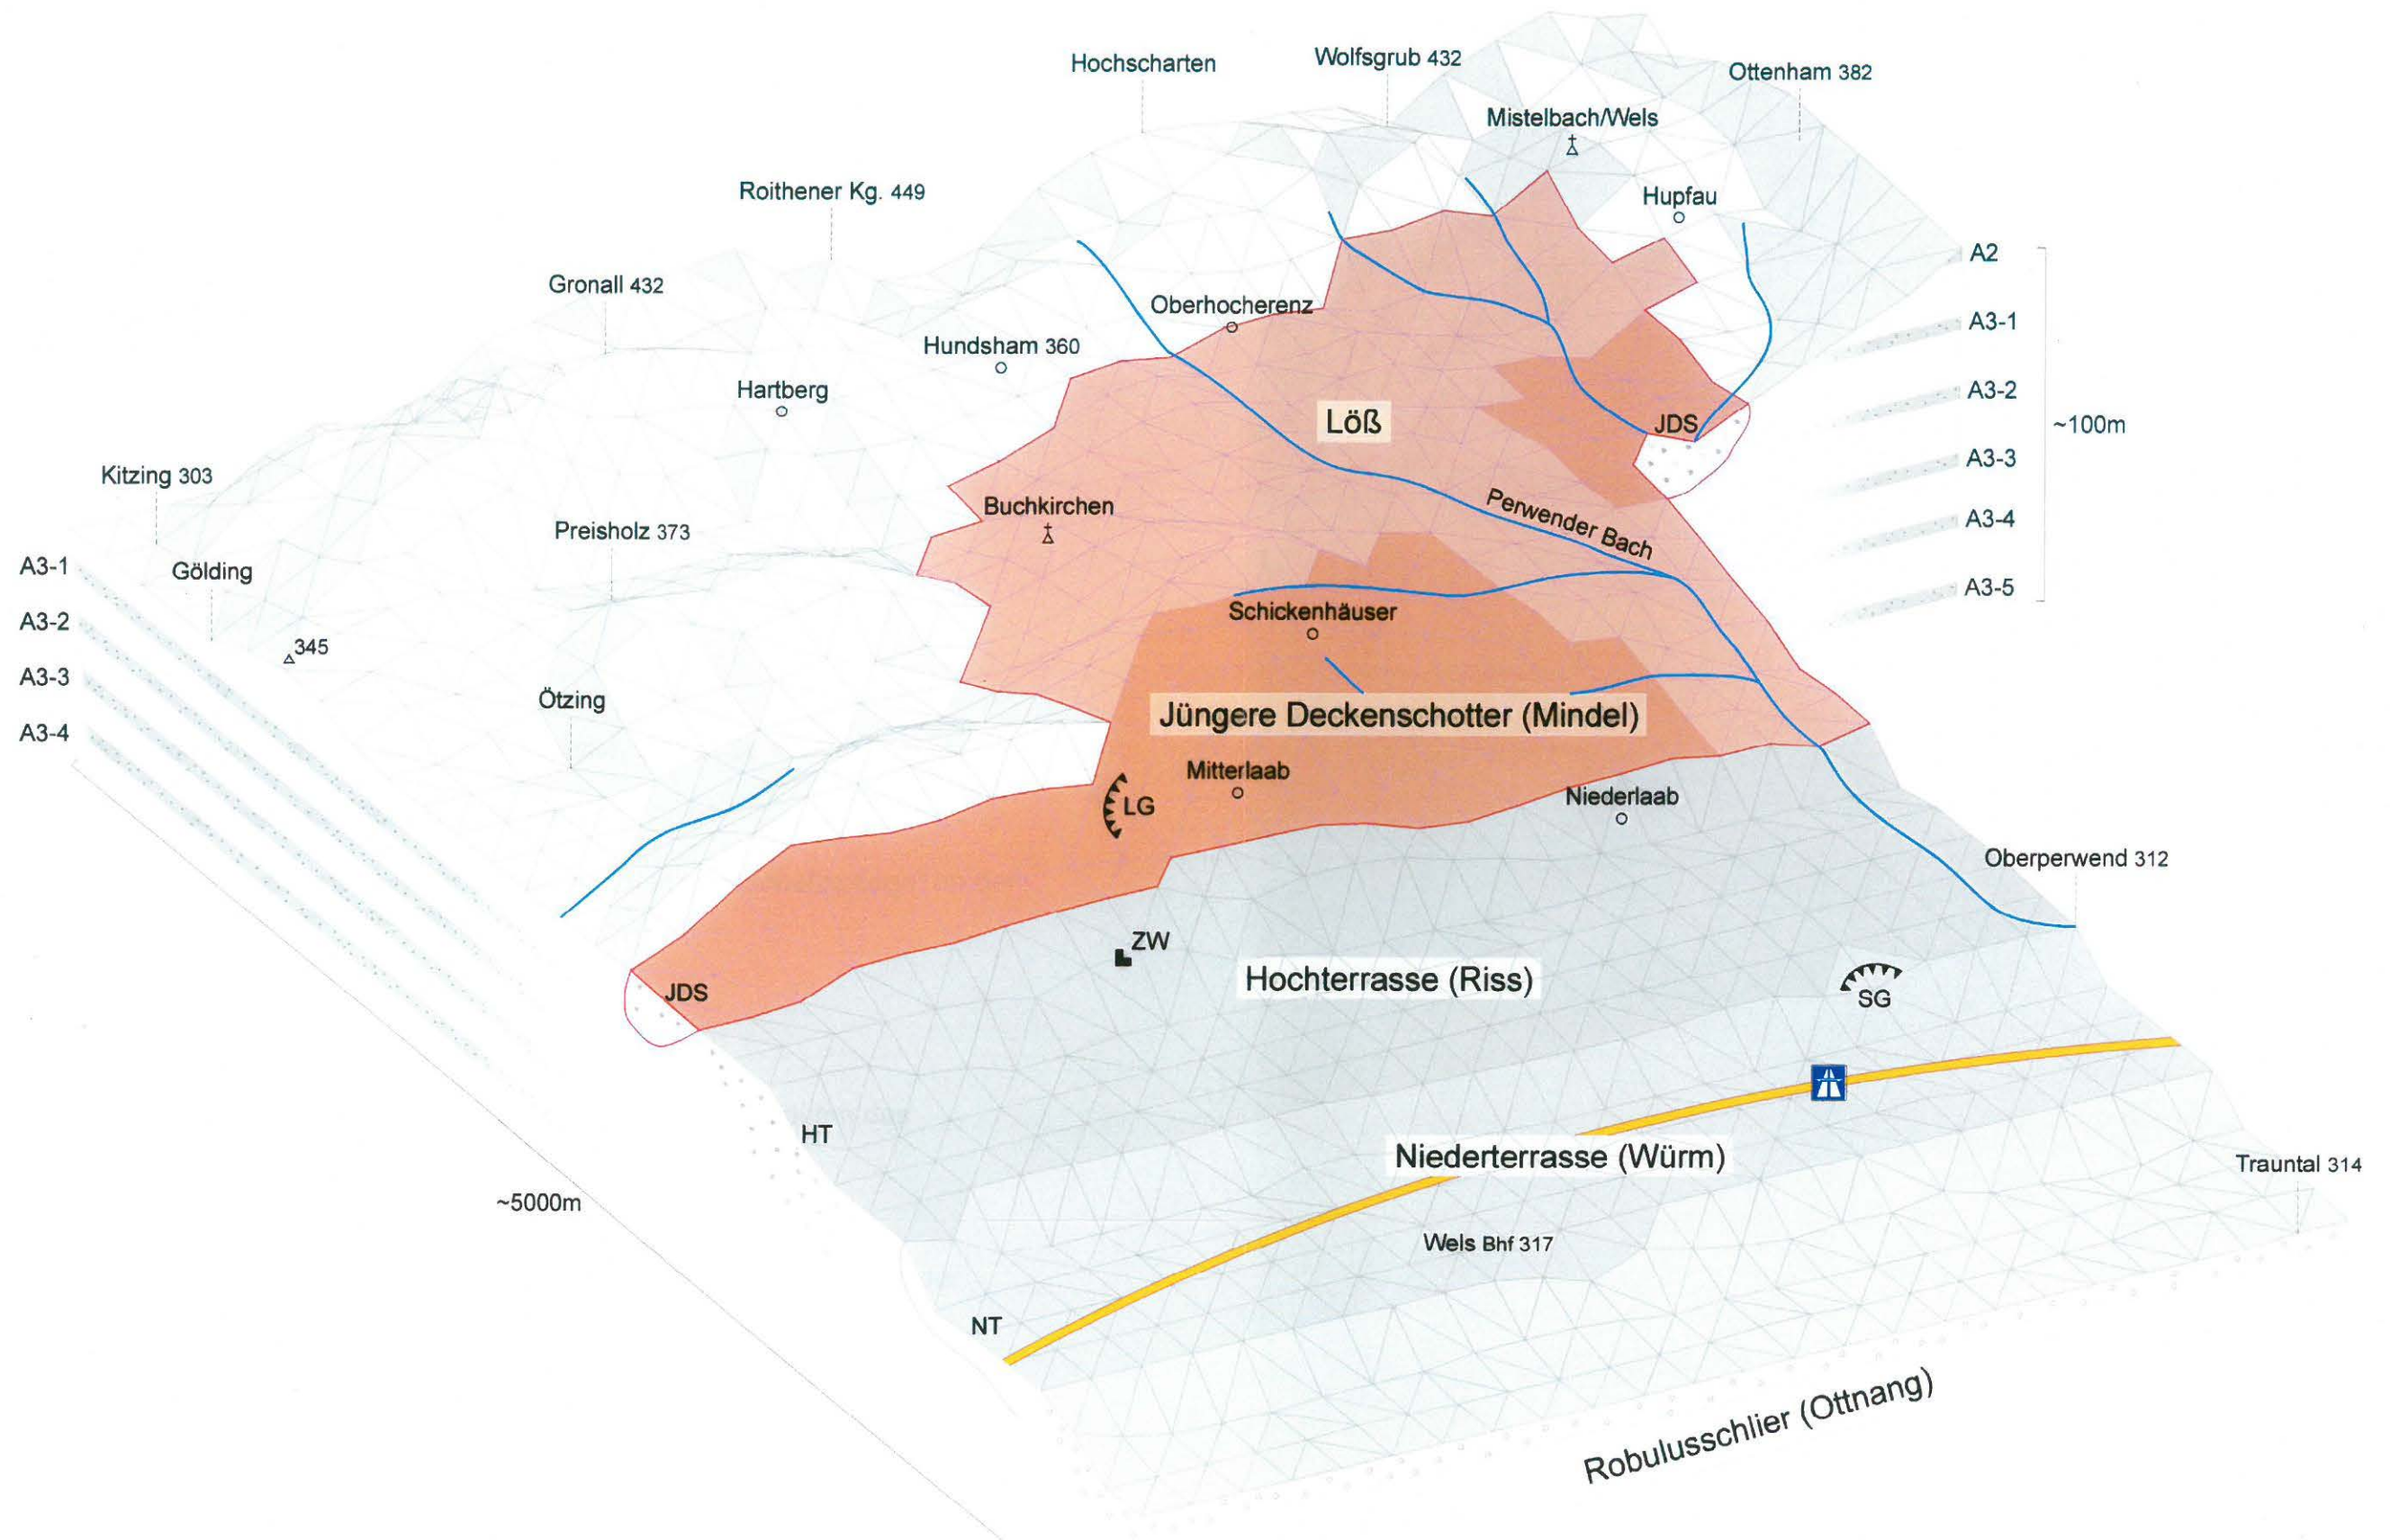 Hochscharten
Wolfsgrub 432
Ottenham 382
Mistelbach/Wels
Roithener Kg. 449
Hupfau
A2
Gronall 432
Oberhocherenz
A3-1
Hundsham 360
Hartberg
A3-2
Löß
JDS
~100m
A3-3
Kitzing 303
Buchkirchen
Perwender Bach
A3-4
Preisholz 373
A3-1
Gölding
A3-5
A3-2
Schickenhäuser
345
A3-3
Ötzing
Jüngere Deckenschotter (Mindel)
A3-4
Mitterlaab
LG
Niederlaab
Oberperwend 312
ZW
Hochterrasse (Riss)
JDS
SG
HT
Niederterrasse (Würm)
Trauntal 314
~5000m
Wels Bhf 317
NT
Robulusschlier (Ottnang)